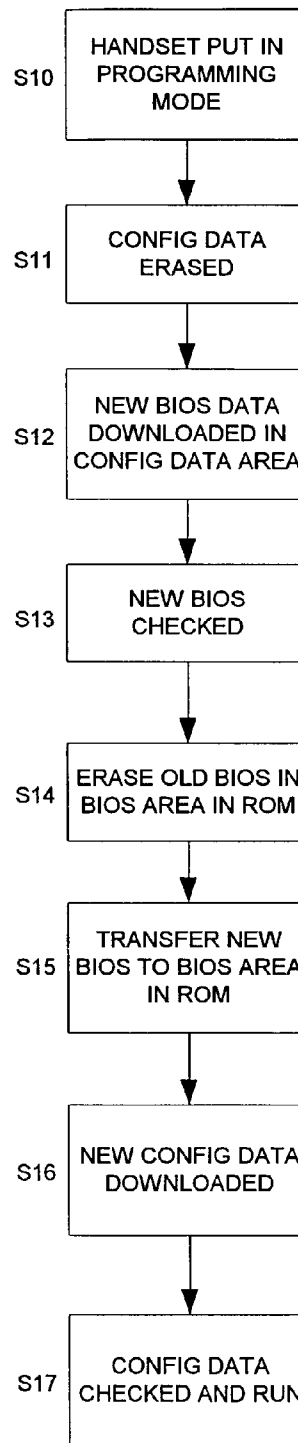 S10
HANDSET PUT IN
PROGRAMMING
MODE
S11
CONFIG DATA
ERASED
S12
NEW BIOS DATA
DOWNLOADED IN
CONFIG DATA AREA
S13
NEW BIOS
CHECKED
S14
ERASE OLD BIOS IN
BIOS AREA IN ROM
S15
TRANSFER NEW
BIOS TO BIOS AREA
IN ROM
S16
NEW CONFIG DATA
DOWNLOADED
S17
CONFIG DATA
CHECKED AND RUN